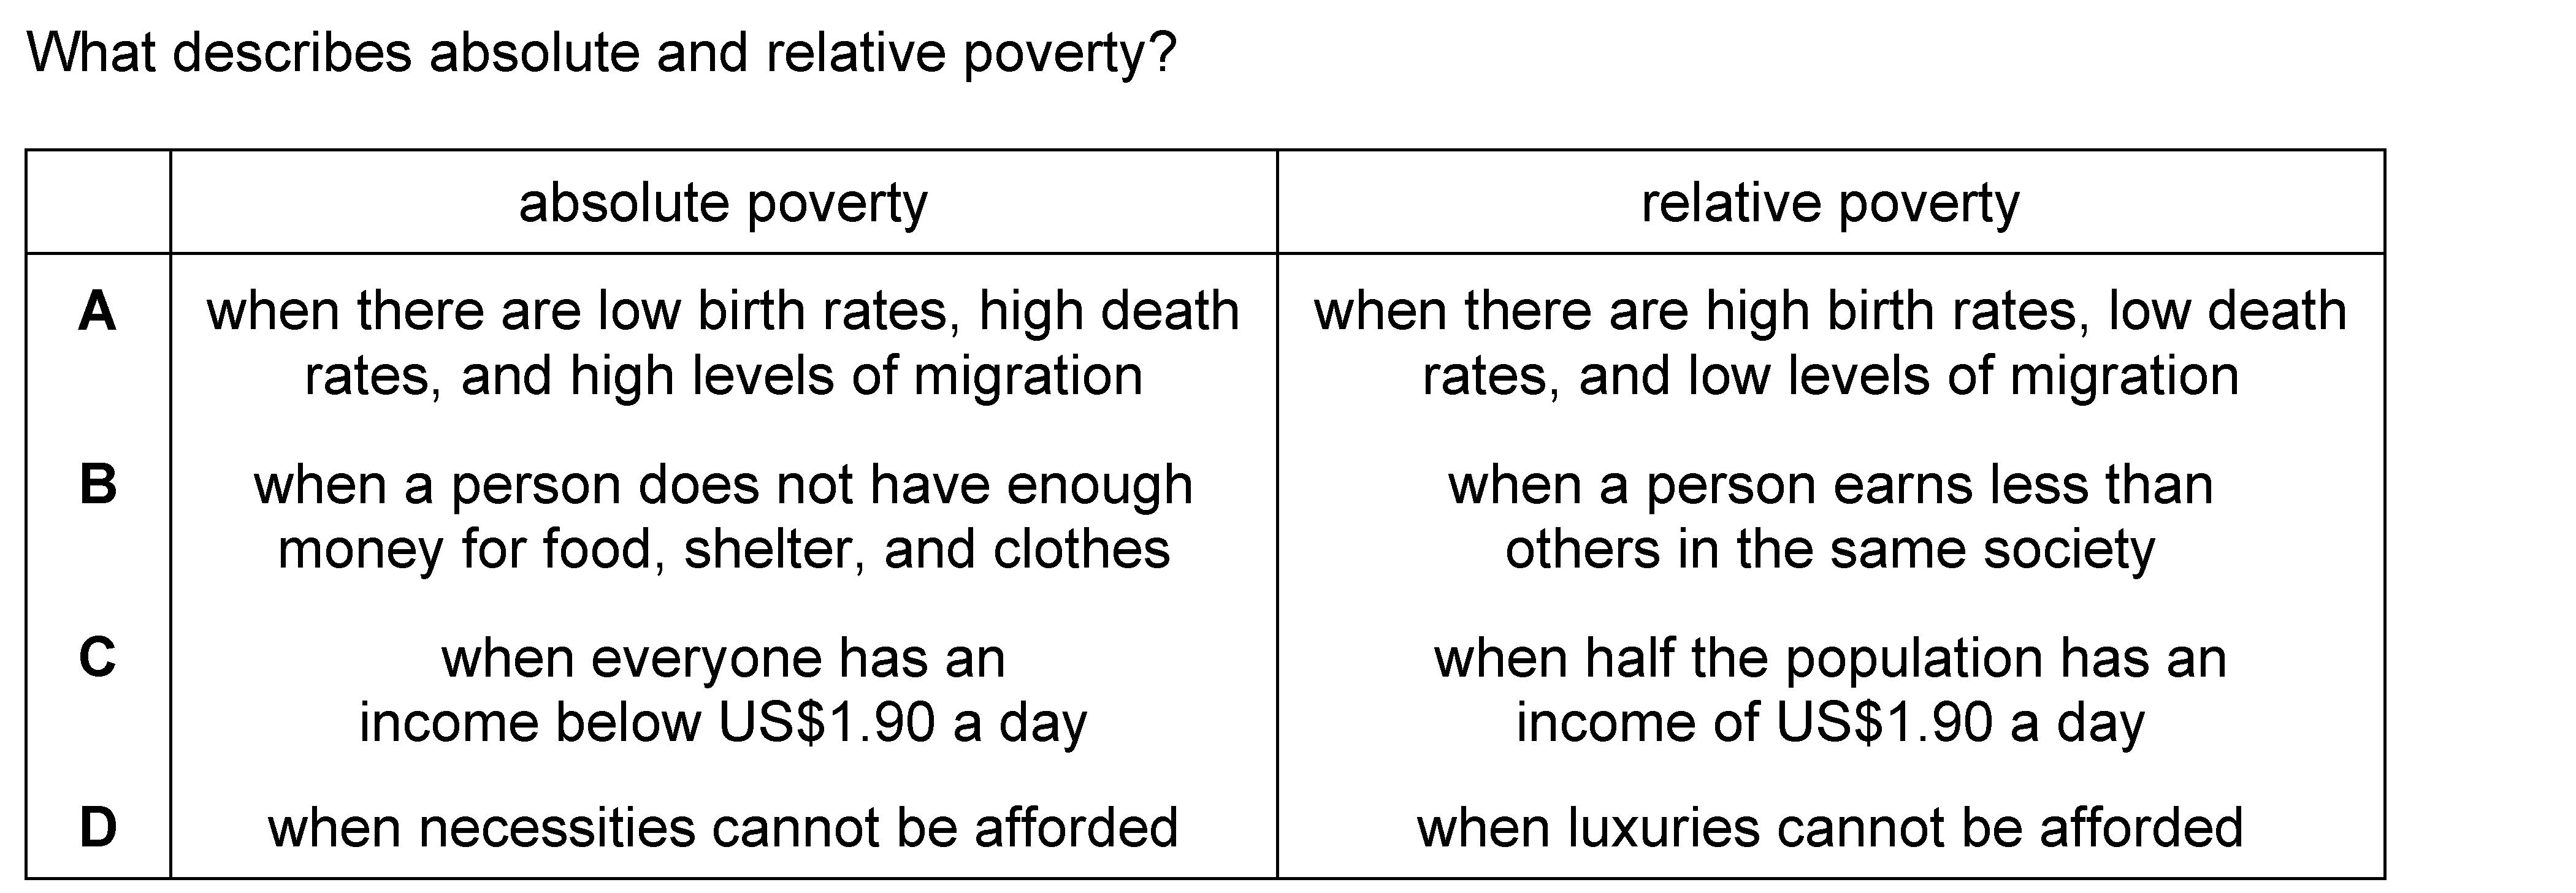 What describes absolute and relative poverty?
absolute poverty relative poverty
A when there are low birth rates, high death when there are high birth rates, low death
rates, and high levels of migration rates, and low levels of migration
B when a person does not have enough when a person earns less than
money for food, shelter, and clothes others in the same society
C when everyone has an when half the population has an
income below US$1.90 a day income of US$1.90 a day
D when necessities cannot be afforded when luxuries cannot be afforded